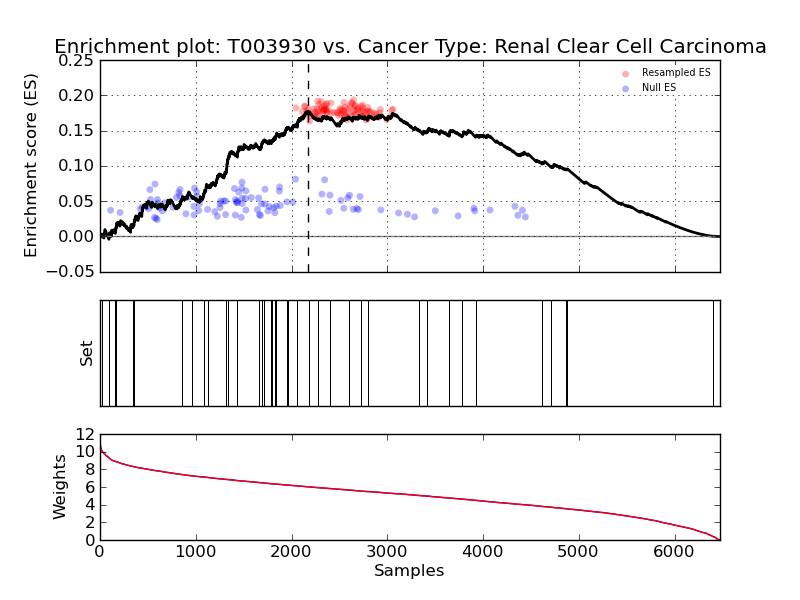 Enrichment plot: T003930 vs. Cancer Type: Renal Clear Cell Carcinoma
Enrichment score (ES)
0.25
0.20
0.15
0.10
0.05
0.00
−0.05
Resampled ES
Null ES
Set
Weights
12
10
8
6
4
2
0
0 1000 2000 3000 4000 5000 6000
Samples